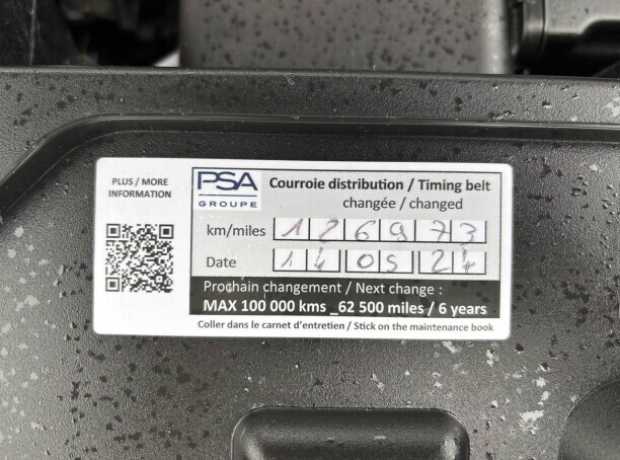 PLUS / MORE
INFORMATION
PSA
GROUPE
Courroie distribution / Timing belt
changée / changed
km/miles 126973
Date 14 05 24
Prochain changement / Next change :
MAX 100 000 kms _62 500 miles / 6 years
Coller dans le carnet d'entretien / Stick on the maintenance book